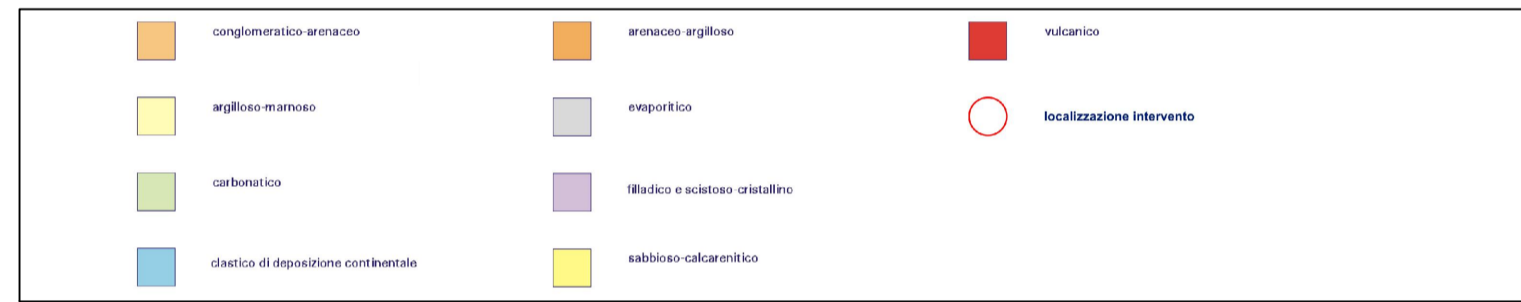 conglomeratico-arenaceo
arenaceo-argilloso
vulcanico
argilloso-marnoso
evaporitico
localizzazione intervento
carbonatico
filladico e scistoso-cristallino
clastico di deposizione continentale
sabbioso-calcarenitico